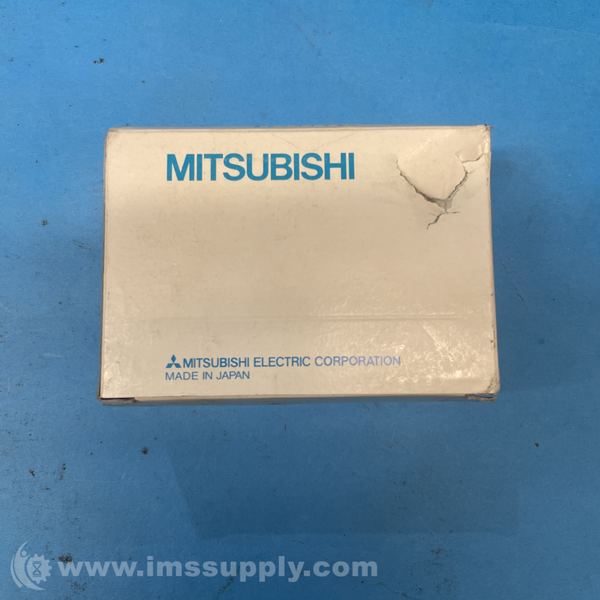 MITSUBISHI
MITSUBISHI ELECTRIC CORPORATION
MADE IN JAPAN
www.imssupply.com